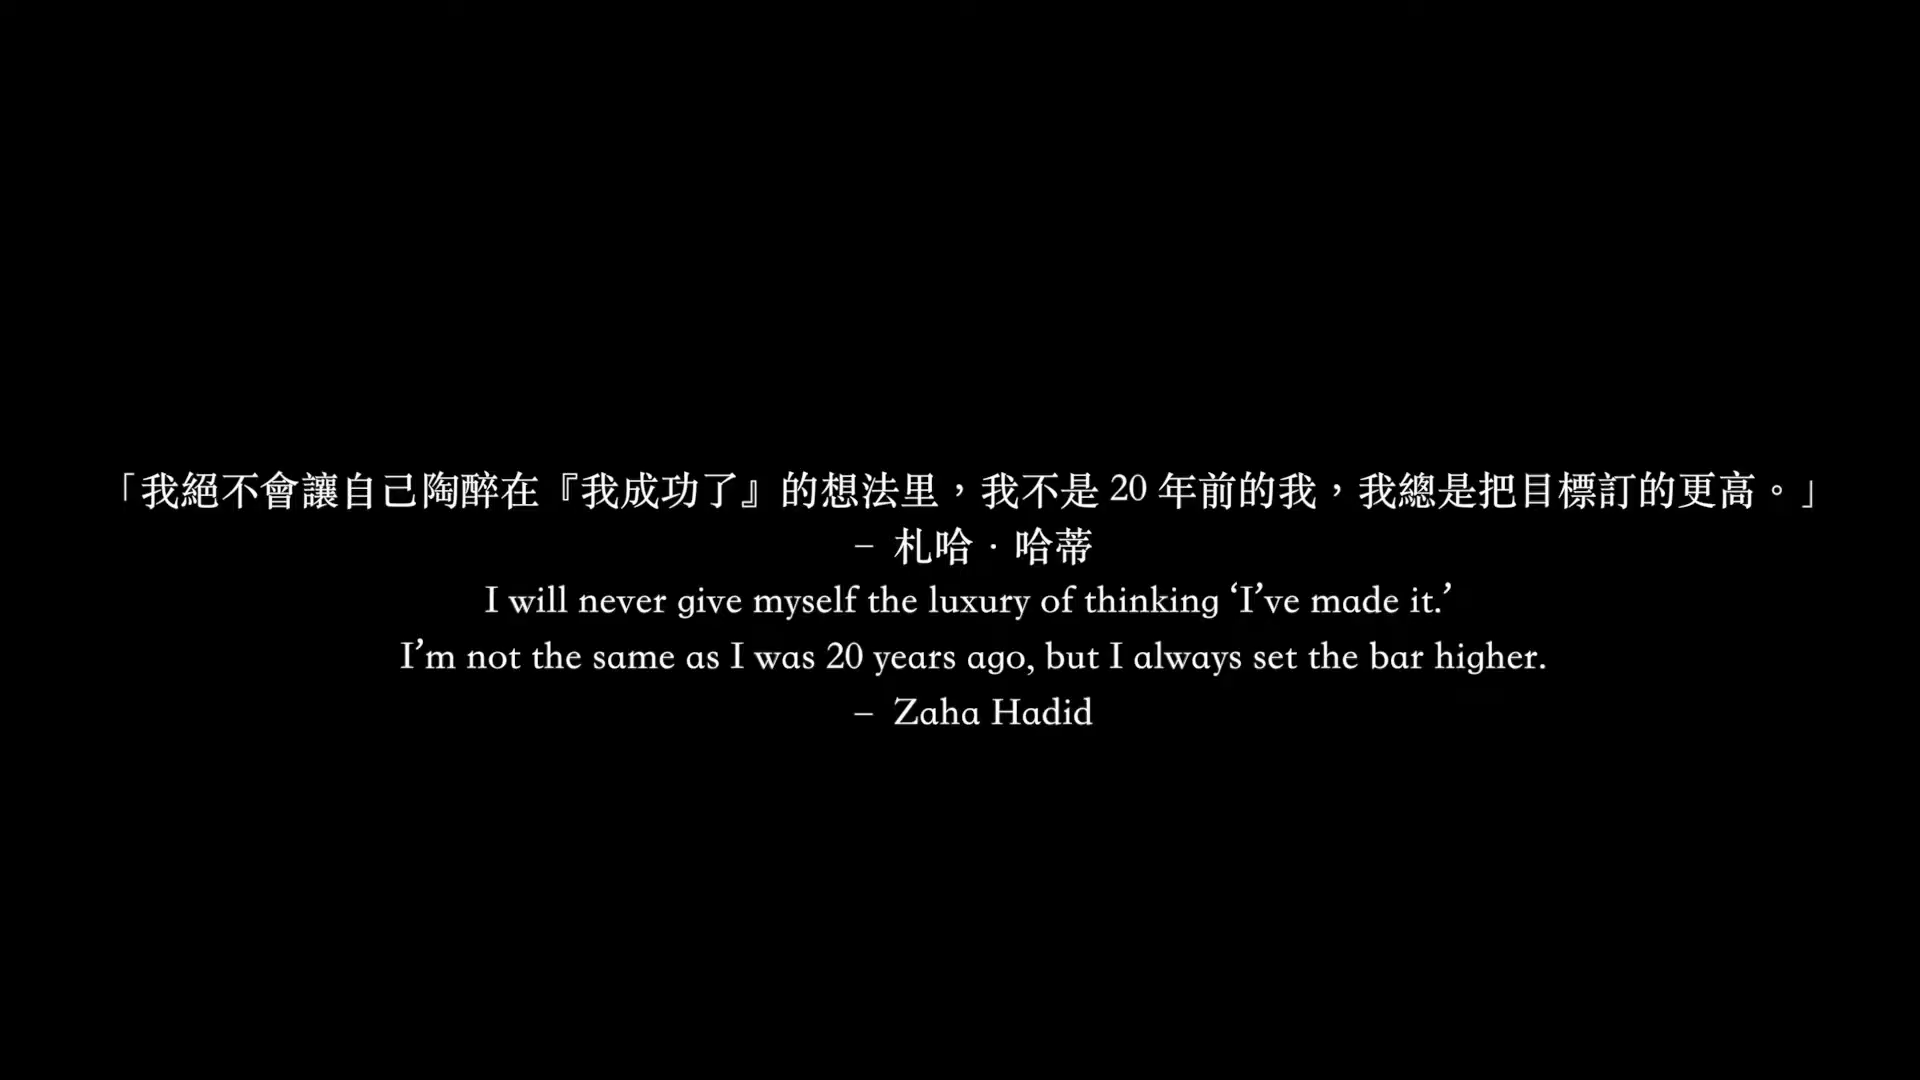 「我絕不會讓自己陶醉在『我成功了』的想法里，我不是 20 年前的我，我總是把目標訂的更高。」
– 札哈．哈蒂
I will never give myself the luxury of thinking ‘I’ve made it.’
I’m not the same as I was 20 years ago, but I always set the bar higher.
– Zaha Hadid